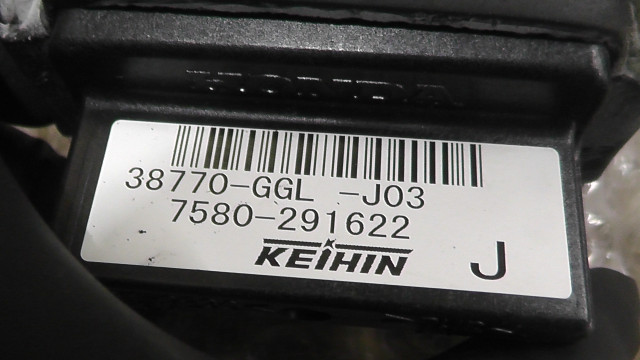 HONDA
38770-GGL -J03
7580-291622
KEIHIN
J